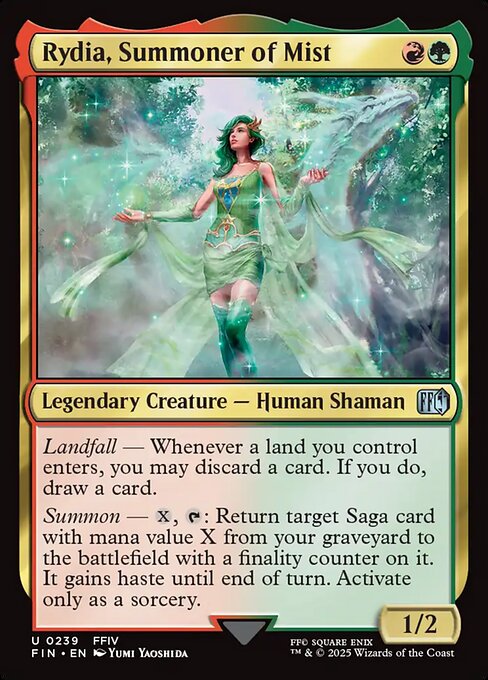 Rydia, Summoner of Mist
Legendary Creature — Human Shaman
FF
Landfall — Whenever a land you control
enters, you may discard a card. If you do,
draw a card.
Summon — X, : Return target Saga card
with mana value X from your graveyard to
the battlefield with a finality counter on it.
It gains haste until end of turn. Activate
only as a sorcery.
1/2
U 0239 FFIV
FIN • EN Yumi Yaoshida
FF© SQUARE ENIX
™ & © 2025 Wizards of the Coast